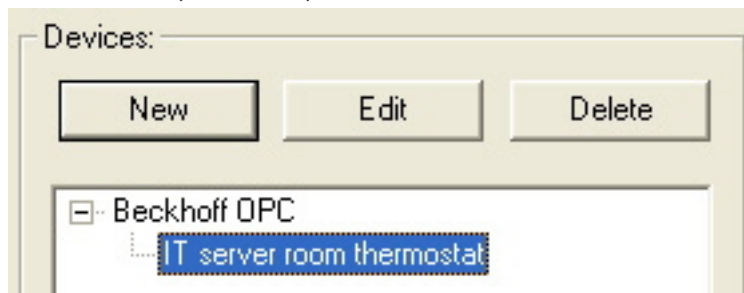 Devices:
New Edit Delete
Beckhoff OPC
IT server room thermostat